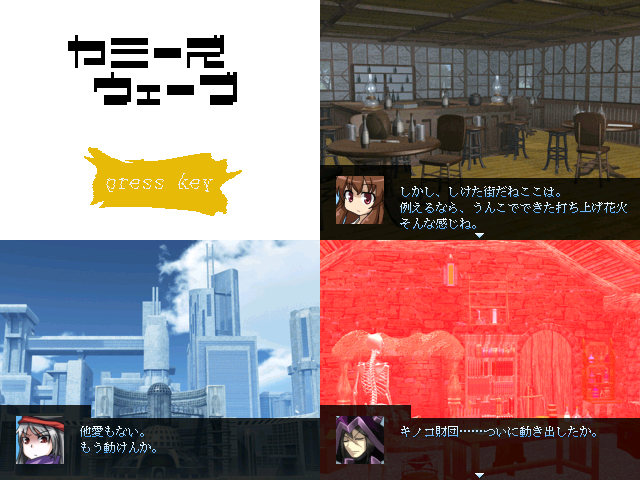 カミーズ
ウェーブ
press key
しかし、しけた街だねここは。
例えるなら、うんこでできた打ち上げ花火
そんな感じね。
他愛もない。
もう動けんか。
キノコ財団……ついに動き出したか。